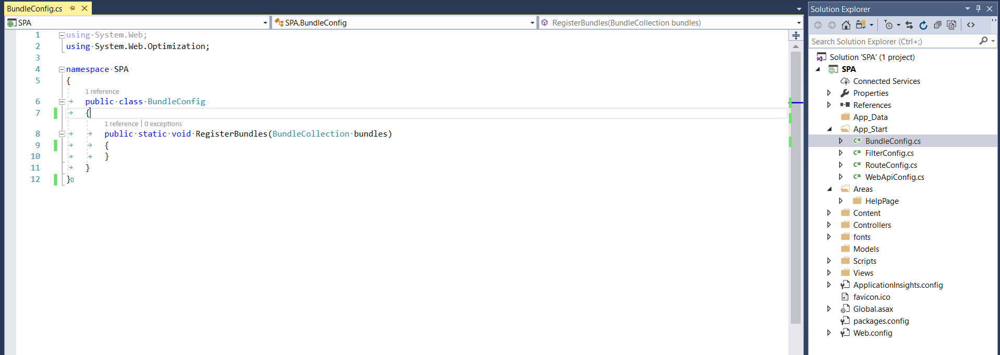 BundleConfig.cs
SPA
SPA.BundleConfig
RegisterBundles(BundleCollection bundles)
1 using System.Web;
2 using System.Web.Optimization;
3
4 namespace SPA
5 {
1 reference
6 public class BundleConfig
7 {
1 reference | 0 exceptions
8 public static void RegisterBundles(BundleCollection bundles)
9 {
10 }
11 }
12 }
Solution Explorer
Search Solution Explorer (Ctrl+;)
Solution 'SPA' (1 project)
SPA
Connected Services
Properties
References
App_Data
App_Start
C# BundleConfig.cs
C# FilterConfig.cs
C# RouteConfig.cs
C# WebApiConfig.cs
Areas
HelpPage
Content
Controllers
fonts
Models
Scripts
Views
ApplicationInsights.config
favicon.ico
Global.asax
packages.config
Web.config